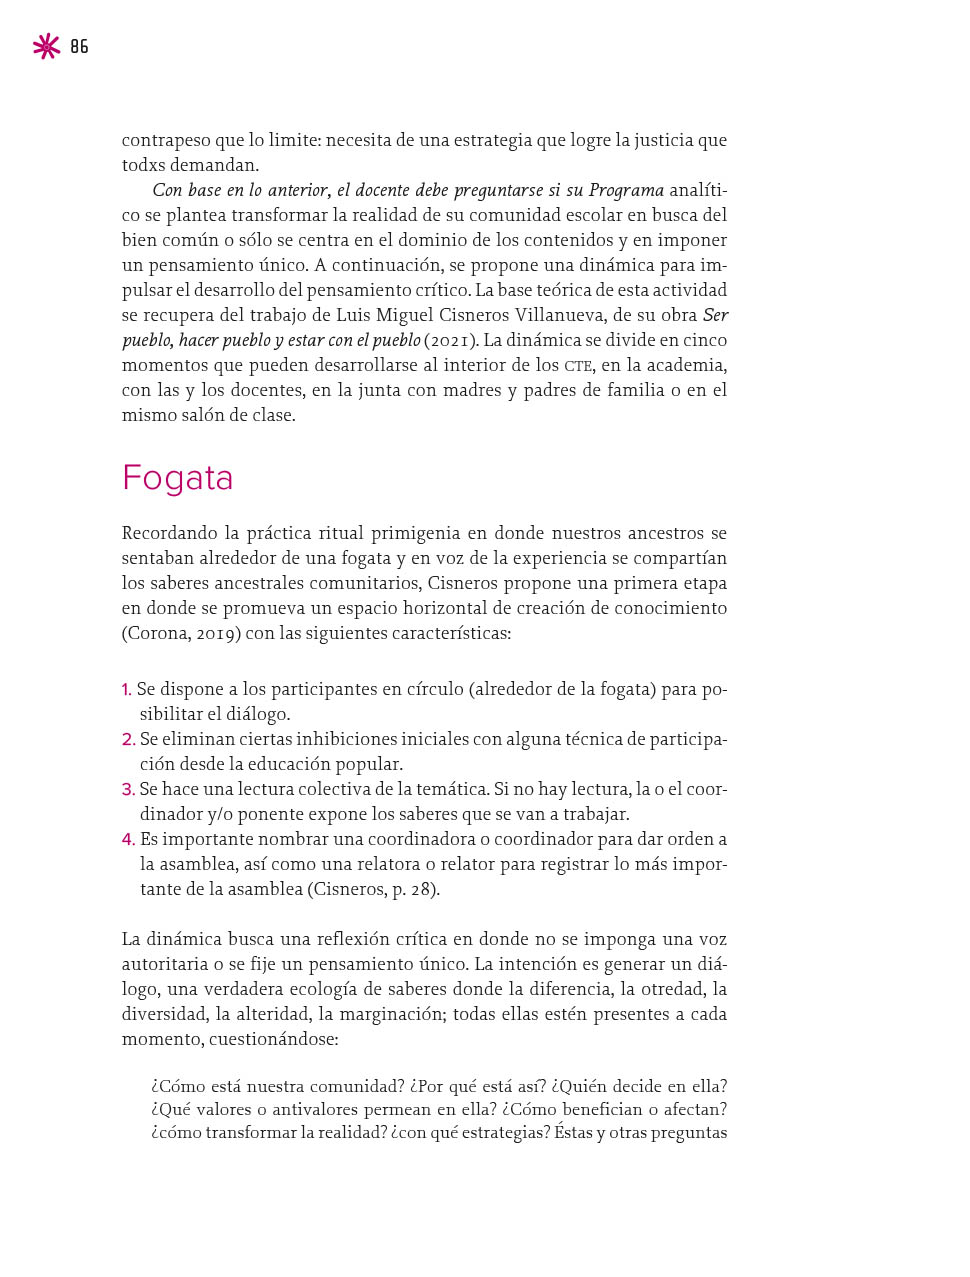 86
contrapeso que lo limite: necesita de una estrategia que logre la justicia que
todxs demandan.
Con base en lo anterior, el docente debe preguntarse si su Programa analíti-
co se plantea transformar la realidad de su comunidad escolar en busca del
bien común o sólo se centra en el dominio de los contenidos y en imponer
un pensamiento único. A continuación, se propone una dinámica para im-
pulsar el desarrollo del pensamiento crítico. La base teórica de esta actividad
se recupera del trabajo de Luis Miguel Cisneros Villanueva, de su obra Ser
pueblo, hacer pueblo y estar con el pueblo (2021). La dinámica se divide en cinco
momentos que pueden desarrollarse al interior de los CTE, en la academia,
con las y los docentes, en la junta con madres y padres de familia o en el
mismo salón de clase.
Fogata
Recordando la práctica ritual primigenia en donde nuestros ancestros se
sentaban alrededor de una fogata y en voz de la experiencia se compartían
los saberes ancestrales comunitarios, Cisneros propone una primera etapa
en donde se promueva un espacio horizontal de creación de conocimiento
(Corona, 2019) con las siguientes características:
1. Se dispone a los participantes en círculo (alrededor de la fogata) para po-
sibilitar el diálogo.
2. Se eliminan ciertas inhibiciones iniciales con alguna técnica de participa-
ción desde la educación popular.
3. Se hace una lectura colectiva de la temática. Si no hay lectura, la o el coor-
dinador y/o ponente expone los saberes que se van a trabajar.
4. Es importante nombrar una coordinadora o coordinador para dar orden a
la asamblea, así como una relatora o relator para registrar lo más impor-
tante de la asamblea (Cisneros, p. 28).
La dinámica busca una reflexión crítica en donde no se imponga una voz
autoritaria o se fije un pensamiento único. La intención es generar un diá-
logo, una verdadera ecología de saberes donde la diferencia, la otredad, la
diversidad, la alteridad, la marginación; todas ellas estén presentes a cada
momento, cuestionándose:
¿Cómo está nuestra comunidad? ¿Por qué está así? ¿Quién decide en ella?
¿Qué valores o antivalores permean en ella? ¿Cómo benefician o afectan?
¿cómo transformar la realidad? ¿con qué estrategias? Éstas y otras preguntas